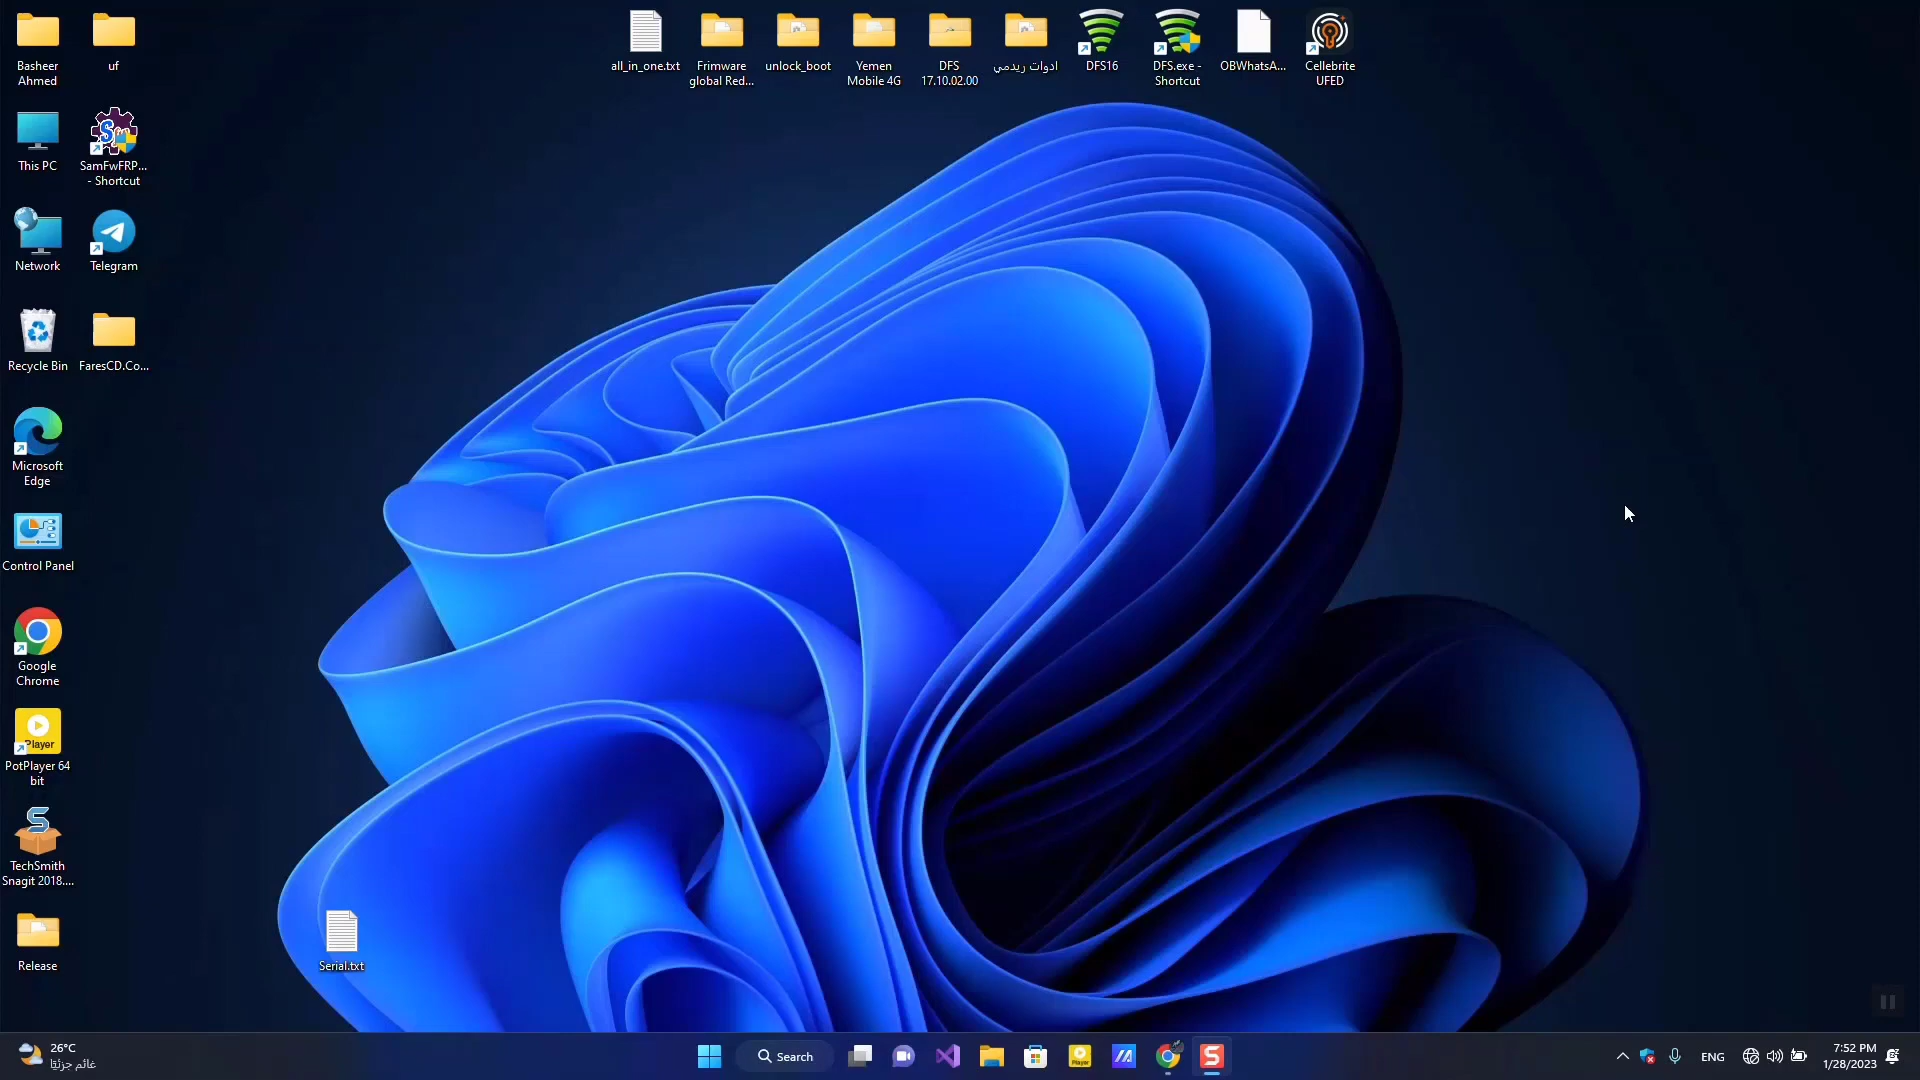 Basheer
Ahmed
uf
all_in_one.txt
Frimware
global Red...
unlock_boot
Yemen
Mobile 4G
DFS
17.10.02.00
ادوات ريدمي
DFS16
DFS.exe -
Shortcut
OBWhatsA...
Cellebrite
UFED
This PC
SamFwFRP...
- Shortcut
Network
Telegram
Recycle Bin
FaresCD.Co...
Microsoft
Edge
Control Panel
Google
Chrome
Player
PotPlayer 64
bit
TechSmith
Snagit 2018....
Release
Serial.txt
26°C
غائم جزئيًا
Search
Player
ENG
7:52 PM
1/28/2023